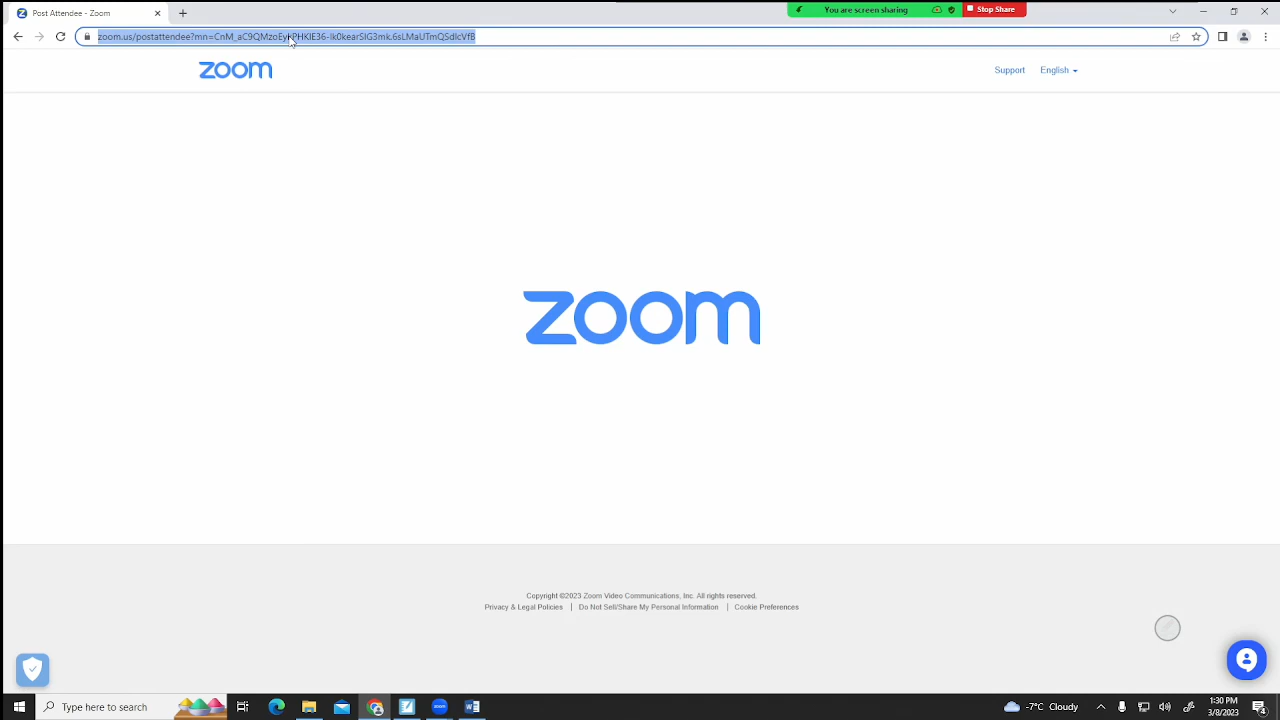 Post Attendee - Zoom
You are screen sharing
Stop Share
zoom
Support
English
zoom
Copyright ©2023 Zoom Video Communications, Inc. All rights reserved.
Privacy & Legal Policies | Do Not Sell/Share My Personal Information | Cookie Preferences
Type here to search
zoom
70°F
1:30 PM
3/8/2023